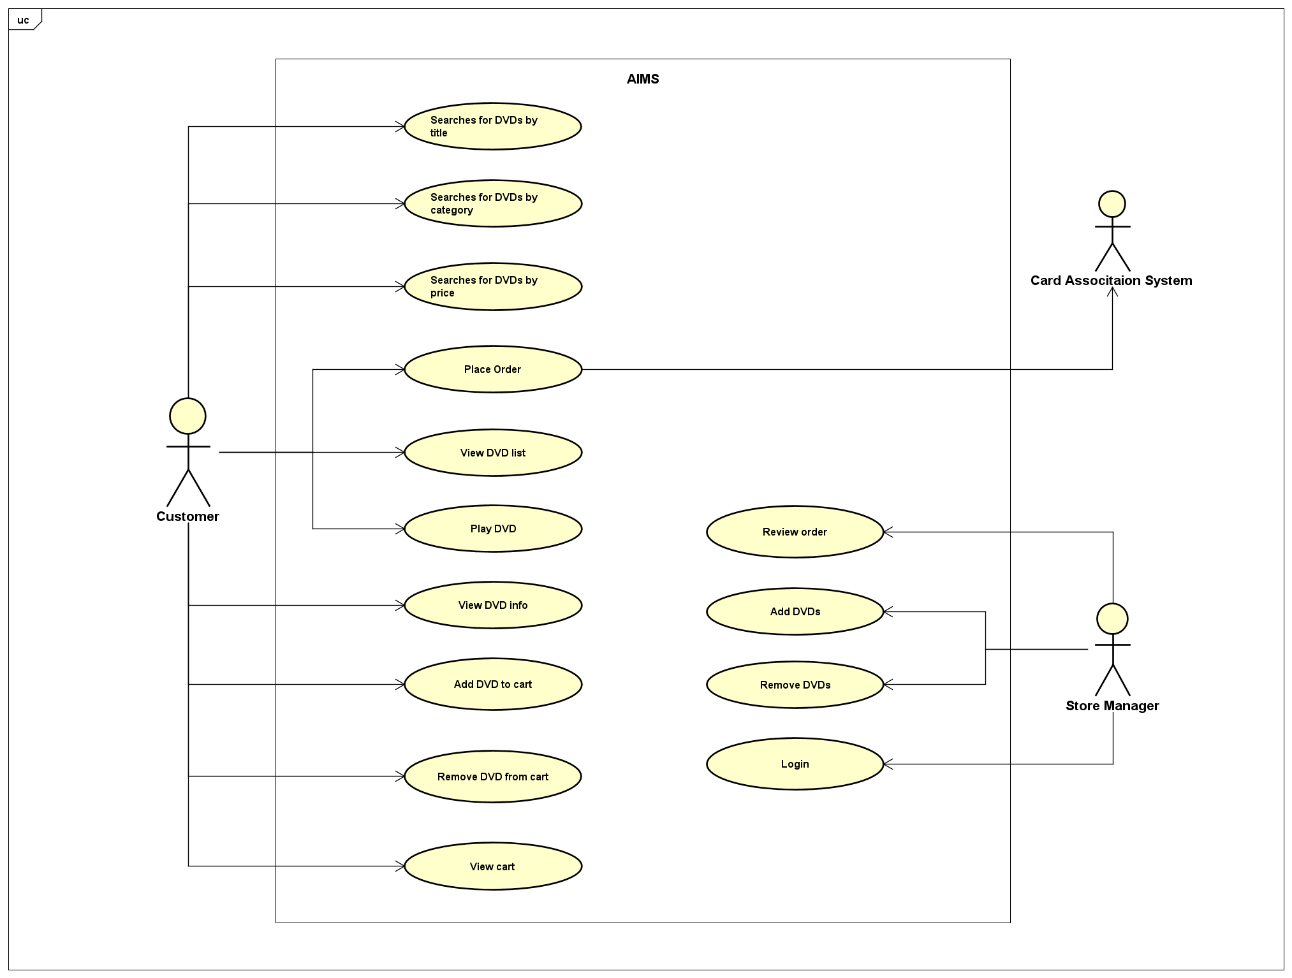 uc
AIMS
Searches for DVDs by
title
Searches for DVDs by
category
Searches for DVDs by
price
Card Associtaion System
Place Order
View DVD list
Customer
Play DVD
Review order
View DVD info
Add DVDs
Add DVD to cart
Remove DVDs
Store Manager
Login
Remove DVD from cart
View cart